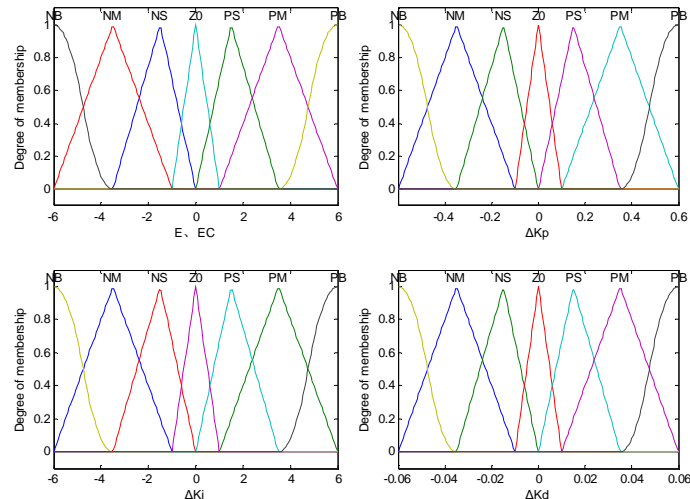 NB NM NS Z0 PS PM PB
1
0.8
0.6
0.4
0.2
0
Degree of membership
-6 -4 -2 0 2 4 6
E、EC
NB NM NS Z0 PS PM PB
1
0.8
0.6
0.4
0.2
0
Degree of membership
-0.4 -0.02 0 0.2 0.4 0.6
ΔKp
NB NM NS Z0 PS PM PB
1
0.8
0.6
0.4
0.2
0
Degree of membership
-6 -4 -2 0 2 4 6
ΔKi
NB NM NS Z0 PS PM PB
1
0.8
0.6
0.4
0.2
0
Degree of membership
-0.06 -0.04 -0.02 0 0.02 0.04 0.06
ΔKd